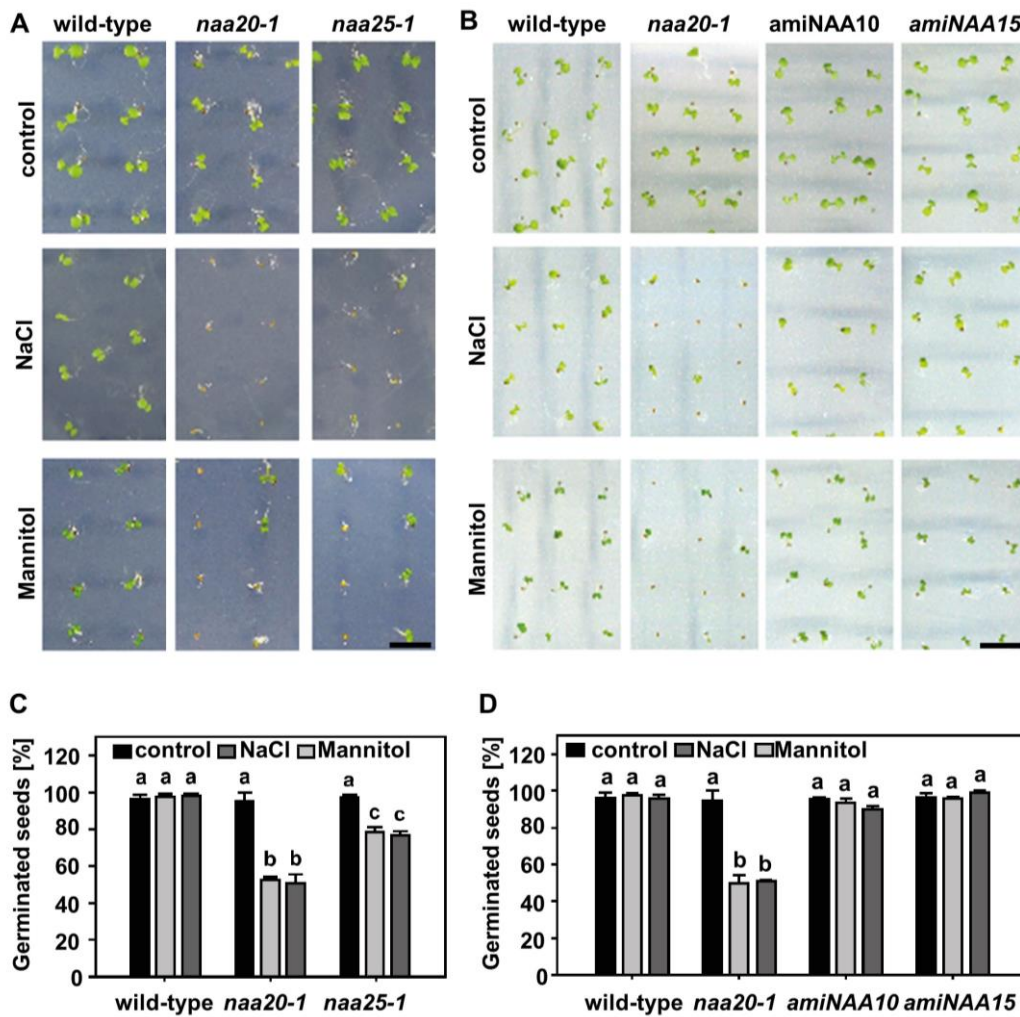 A
wild-type naa20-1 naa25-1
control
NaCl
Mannitol
B
wild-type naa20-1 amiNAA10 amiNAA15
control
NaCl
Mannitol
C
Germinated seeds [%]
120
100
80
60
40
20
0
control NaCl Mannitol
a a a a b b a c c
wild-type naa20-1 naa25-1
D
Germinated seeds [%]
120
100
80
60
40
20
0
control NaCl Mannitol
a a a a b b a a a a a a
wild-type naa20-1 amiNAA10 amiNAA15